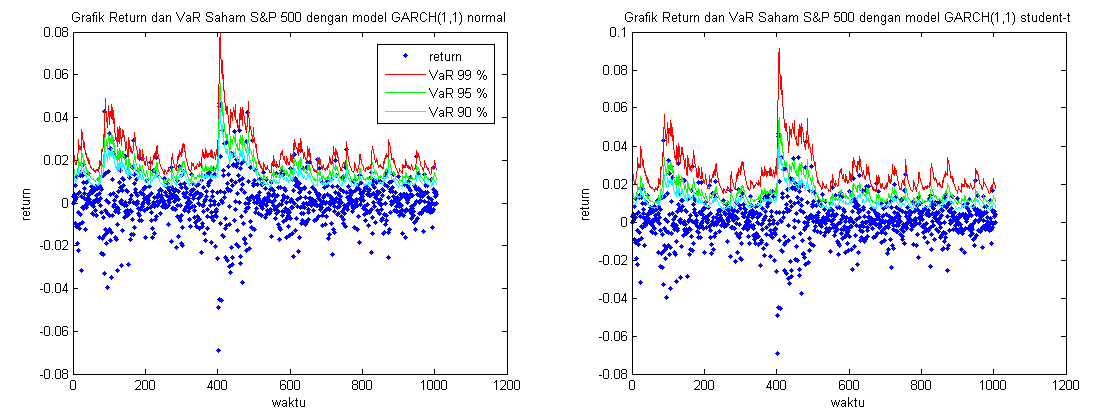 Grafik Return dan VaR Saham S&P 500 dengan model GARCH(1,1) normal
0.08
0.06
0.04
0.02
0
-0.02
-0.04
-0.06
-0.08
return
return
VaR 99 %
VaR 95 %
VaR 90 %
0 200 400 600 800 1000 1200
waktu
Grafik Return dan VaR Saham S&P 500 dengan model GARCH(1,1) student-t
0.1
0.08
0.06
0.04
0.02
0
-0.02
-0.04
-0.06
-0.08
return
0 200 400 600 800 1000 1200
waktu